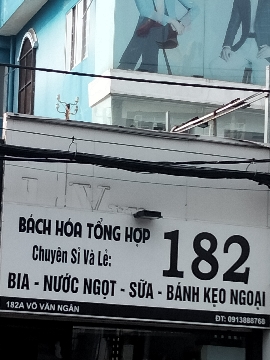 BÁCH HÓA TỔNG HỢP
Chuyên Sỉ Và Lẻ:
182
BIA - NƯỚC NGỌT - SỮA - BÁNH KẸO NGOẠI
182A VÕ VĂN NGÂN
ĐT: 0913888768